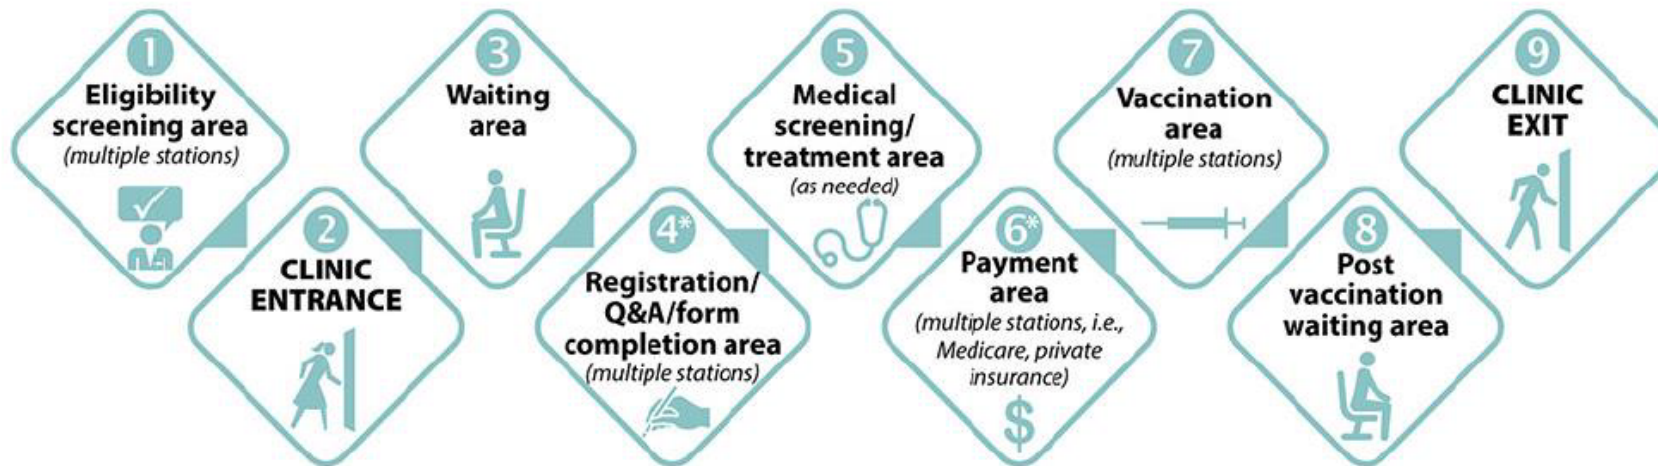 1
Eligibility
screening area
(multiple stations)
2
CLINIC
ENTRANCE
3
Waiting
area
4*
Registration/
Q&A/form
completion area
(multiple stations)
5
Medical
screening/
treatment area
(as needed)
6*
Payment
area
(multiple stations, i.e.,
Medicare, private
insurance)
$
7
Vaccination
area
(multiple stations)
8
Post
vaccination
waiting area
9
CLINIC
EXIT